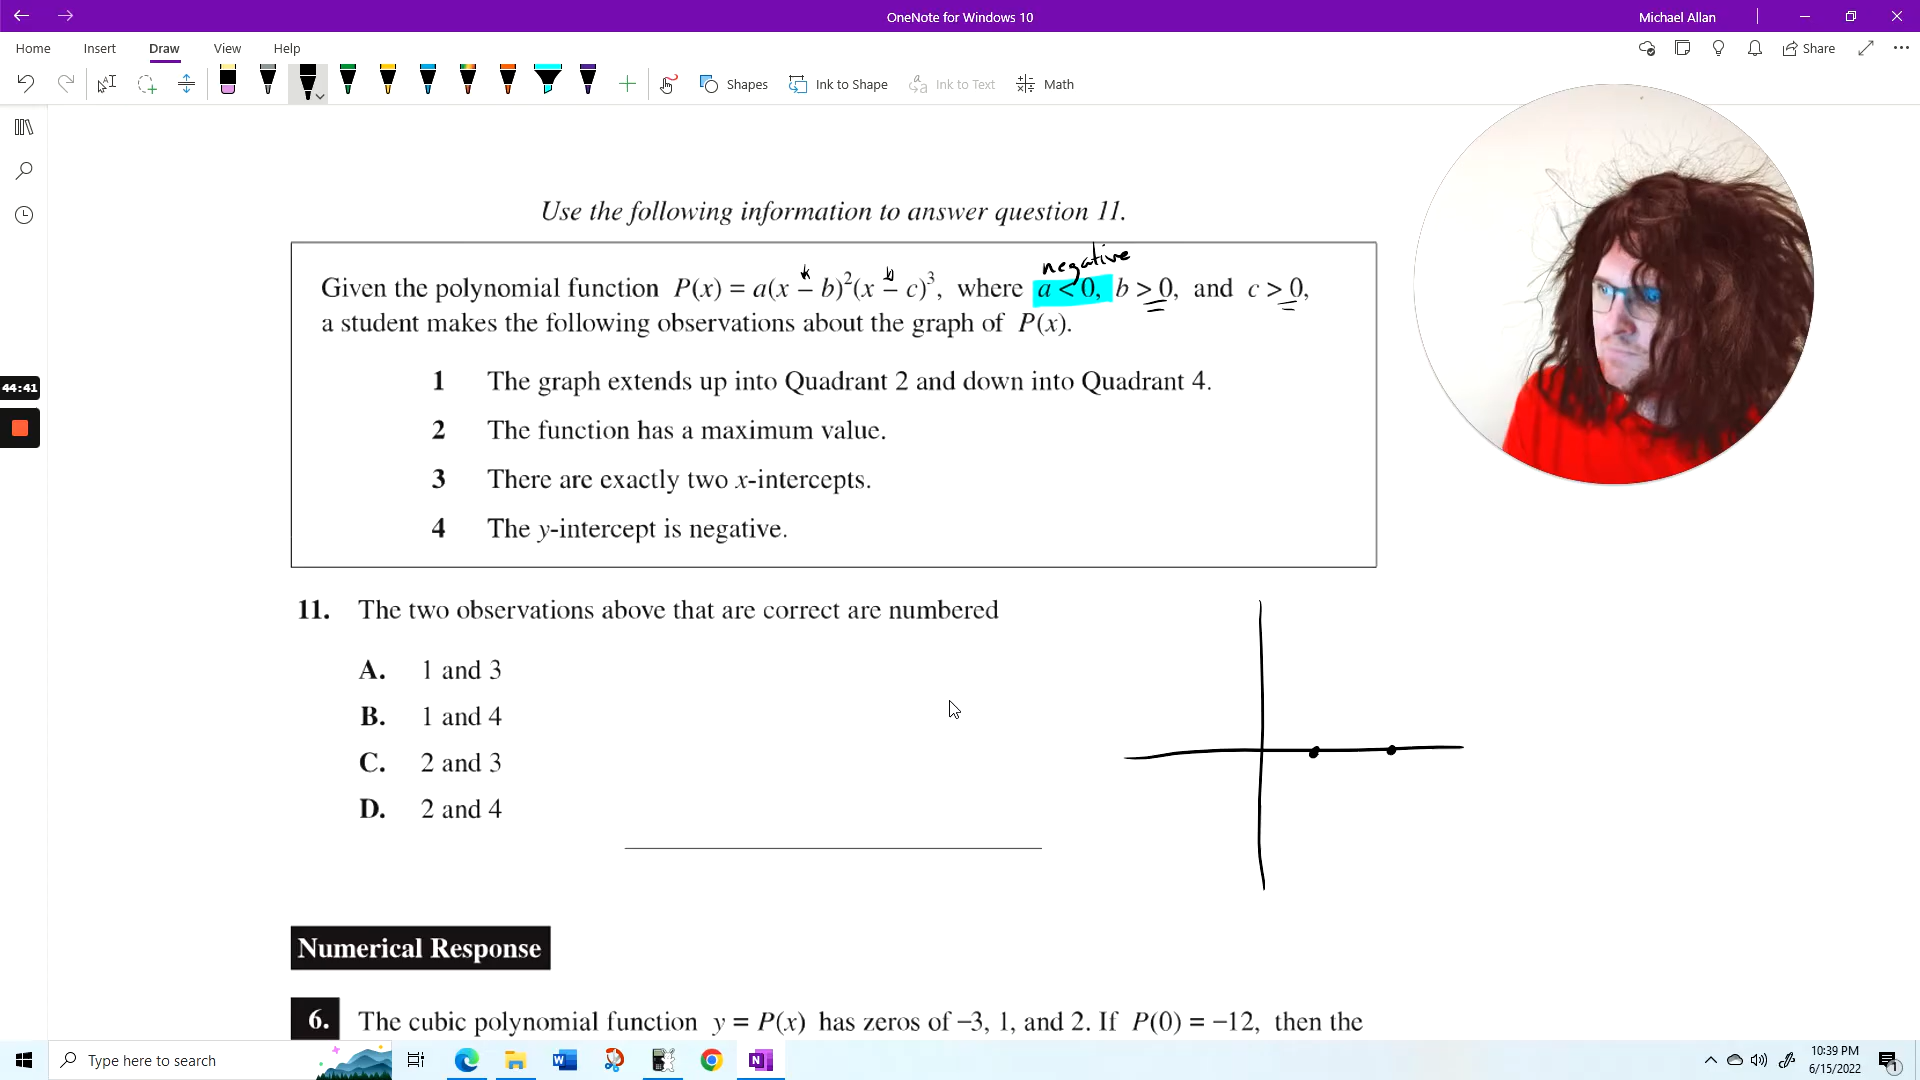 OneNote for Windows 10
Michael Allan
Home Insert Draw View Help
Share
Shapes Ink to Shape Ink to Text Math
44:41
Use the following information to answer question 11.
negative
Given the polynomial function P(x) = a(x − b)²(x − c)³, where a < 0, b > 0, and c > 0,
a student makes the following observations about the graph of P(x).
1 The graph extends up into Quadrant 2 and down into Quadrant 4.
2 The function has a maximum value.
3 There are exactly two x-intercepts.
4 The y-intercept is negative.
11. The two observations above that are correct are numbered
A. 1 and 3
B. 1 and 4
C. 2 and 3
D. 2 and 4
Numerical Response
6. The cubic polynomial function y = P(x) has zeros of −3, 1, and 2. If P(0) = −12, then the
Type here to search
10:39 PM
6/15/2022
1